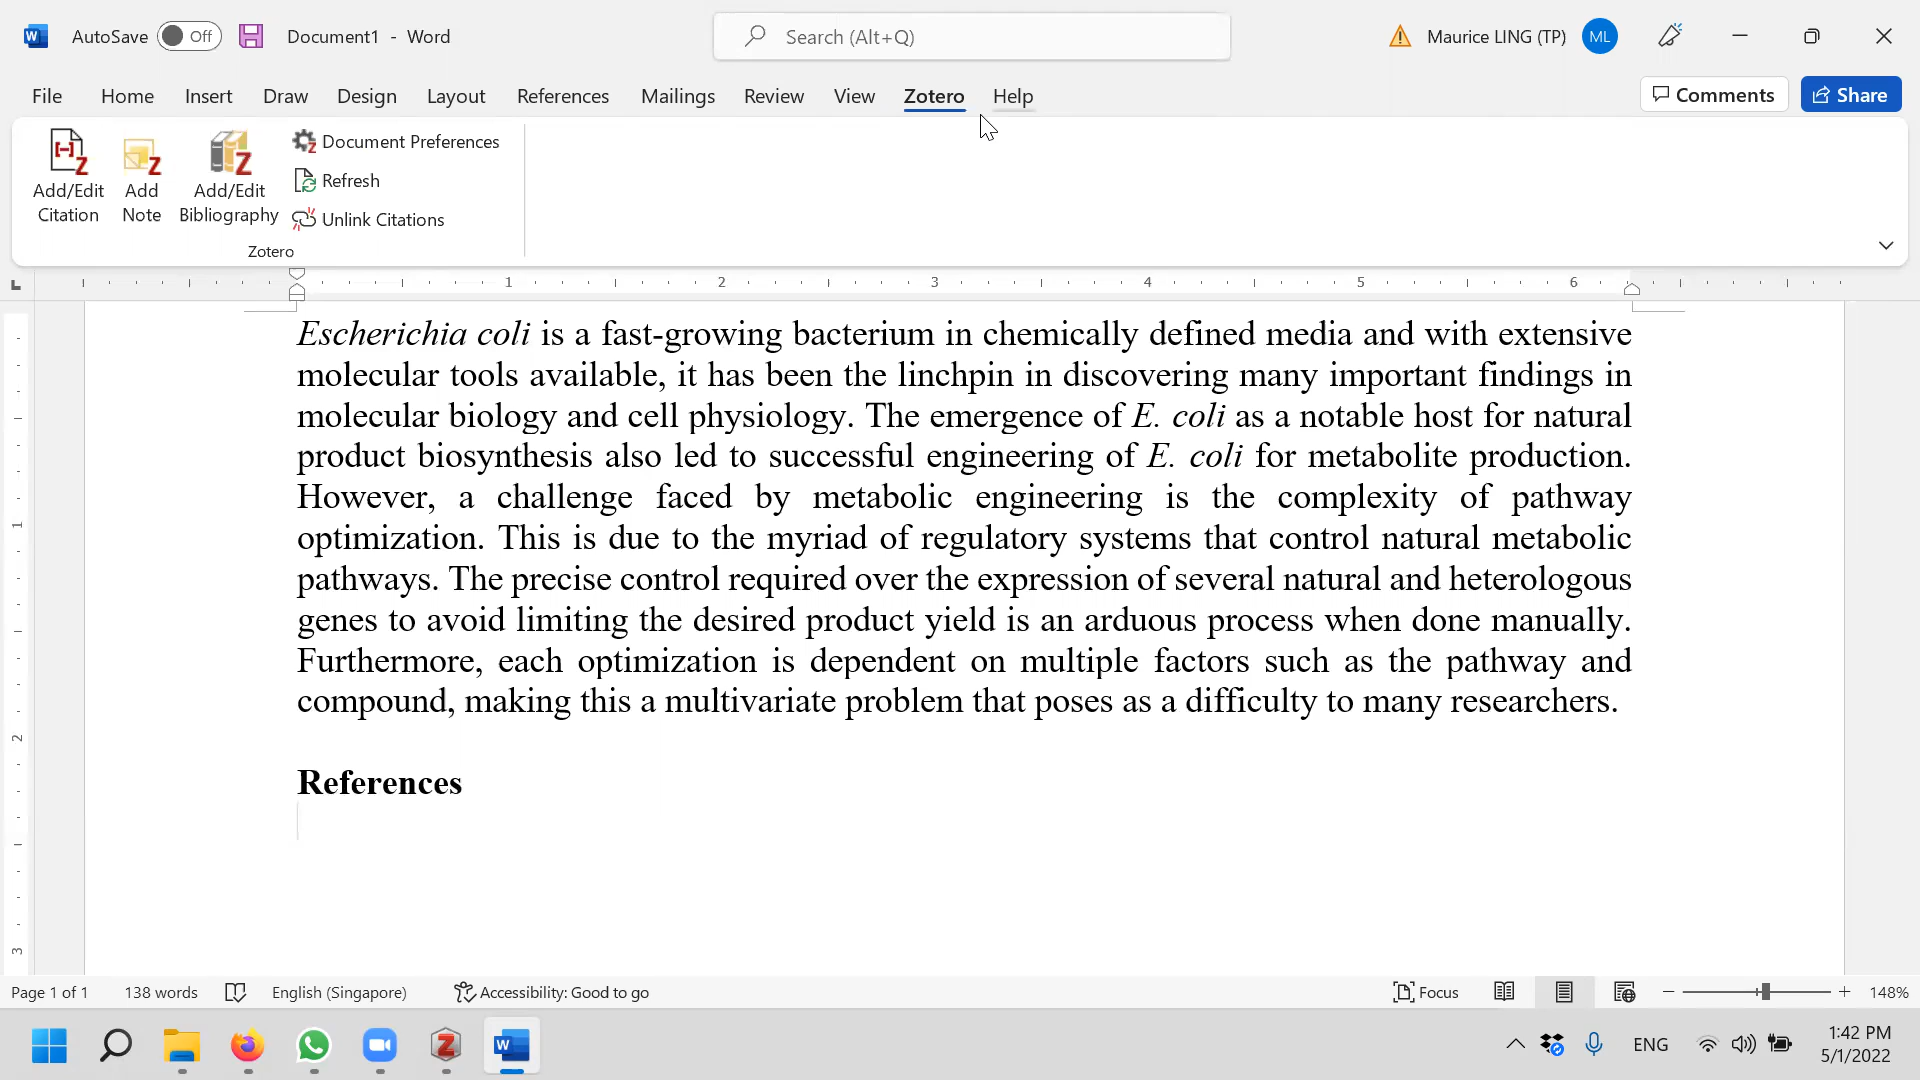 AutoSave Off Document1 - Word Search (Alt+Q) Maurice LING (TP) ML
File Home Insert Draw Design Layout References Mailings Review View Zotero Help Comments Share
Add/Edit Citation
Add Note
Add/Edit Bibliography
Document Preferences
Refresh
Unlink Citations
Zotero
1 2 3 4 5 6
Escherichia coli is a fast-growing bacterium in chemically defined media and with extensive
molecular tools available, it has been the linchpin in discovering many important findings in
molecular biology and cell physiology. The emergence of E. coli as a notable host for natural
product biosynthesis also led to successful engineering of E. coli for metabolite production.
However, a challenge faced by metabolic engineering is the complexity of pathway
optimization. This is due to the myriad of regulatory systems that control natural metabolic
pathways. The precise control required over the expression of several natural and heterologous
genes to avoid limiting the desired product yield is an arduous process when done manually.
Furthermore, each optimization is dependent on multiple factors such as the pathway and
compound, making this a multivariate problem that poses as a difficulty to many researchers.
References
1
2
3
Page 1 of 1 138 words English (Singapore) Accessibility: Good to go Focus 148%
ENG 1:42 PM
5/1/2022